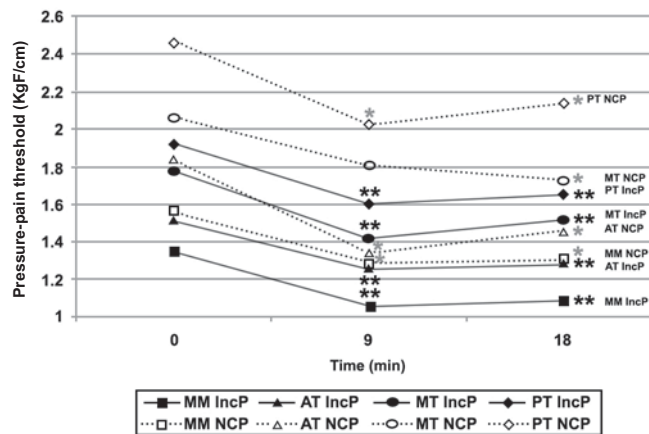 Pressure-pain threshold (KgF/cm)
2.6
2.4
2.2
2
1.8
1.6
1.4
1.2
1
0
9
18
Time (min)
*
* PT NCP
* MT NCP
** ** PT IncP
** ** MT IncP
* * AT NCP
* * MM NCP
** ** AT IncP
** ** MM IncP
MM IncP AT IncP MT IncP PT IncP
MM NCP AT NCP MT NCP PT NCP